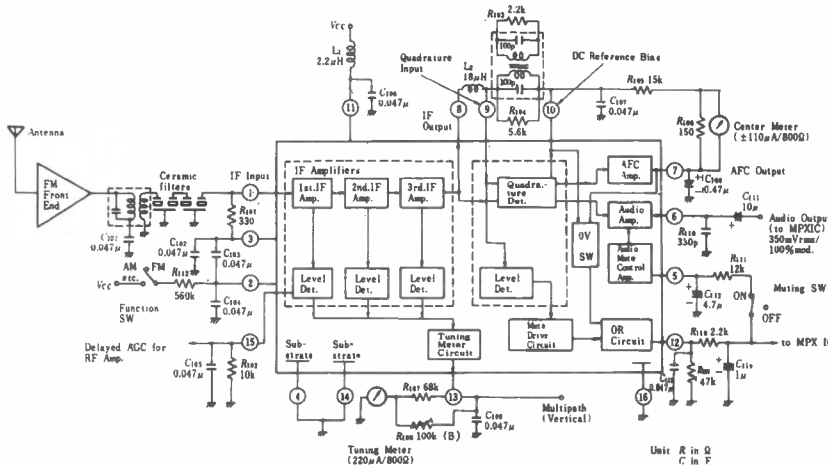 R103
2.2k
Vcc
L1
2.2μH
Quadrature
Input
100p
L2
18μH
100p
DC Reference Bias
R105 15k
C106
0.047μ
11
8
9
10
R104
5.6k
C107
0.047μ
R106
150
Center Meter
(±110μA/800Ω)
IF
Output
Antenna
FM
Front
End
Ceramic
filters
IF Input
1
IF Amplifiers
1st.IF
Amp.
2nd.IF
Amp.
3rd.IF
Amp.
Quadra-
ture
Det.
AFC
Amp.
7
AFC Output
C109
0.47μ
Audio
Amp.
6
C111
10μ
Audio Output
(to MPXIC)
350mVrms/
100%mod.
R110
330p
R101
330
C101
0.047μ
3
C102
0.047μ
C103
0.047μ
0V
SW
Audio
Mute Control
Amp.
5
R111
12k
Muting SW
AM
etc.
FM
Vcc
R112
560k
2
C104
0.047μ
Function
SW
Level
Det.
Level
Det.
Level
Det.
Level
Det.
C112
4.7μ
ON
OFF
Delayed AGC for
RF Amp.
15
C105
0.047μ
R102
10k
Sub-
strate
Sub-
strate
Tuning
Meter
Circuit
Mute
Drive
Circuit
OR
Circuit
12
2.2k
to MPX I
0.047μ
47k
1μ
4
14
R107 68k
13
16
R108 100k (B)
0.047μ
Multipath
(Vertical)
Tuning Meter
(220μA/800Ω)
Unit R in Ω
C in F